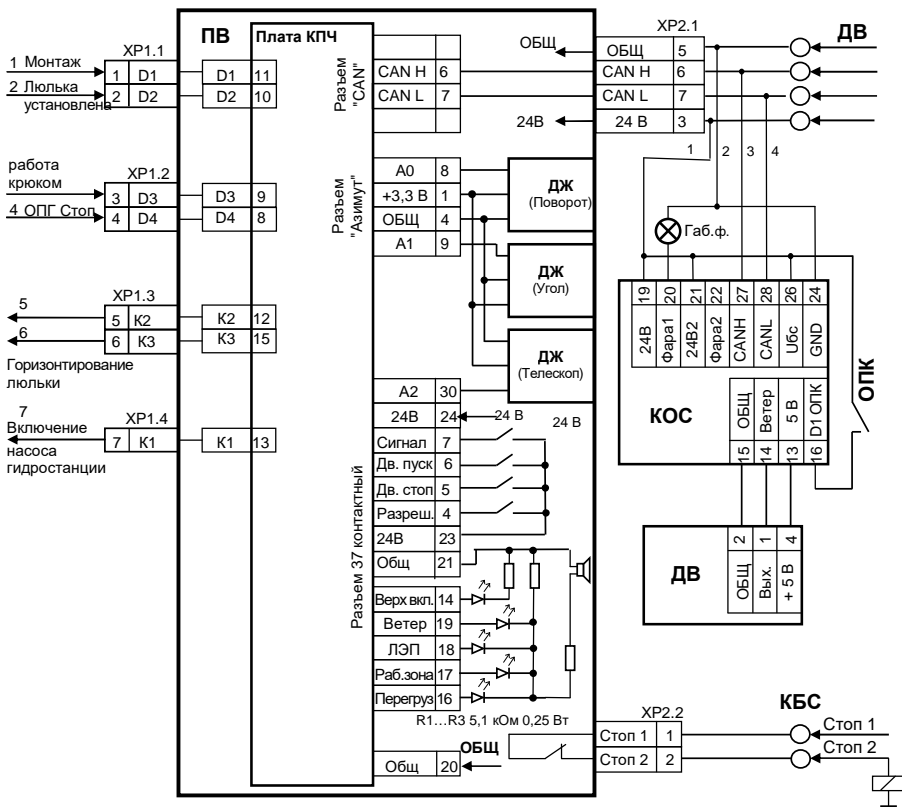 ПВ
Плата КПЧ
XP1.1
1 Монтаж
1 D1
D1 11
2 Люлька
установлена
2 D2
D2 10
XP1.2
работа
крюком
3 D3
D3 9
4 ОПГ Стоп
4 D4
D4 8
XP1.3
5
5 К2
К2 12
6
6 К3
К3 15
Горизонтирование
люльки
7
Включение
насоса
гидростанции
XP1.4
7 К1
К1 13
Разъем
"CAN"
CAN H 6
CAN L 7
ОБЩ
24В
XP2.1
ОБЩ 5
CAN H 6
CAN L 7
24 В 3
ДВ
1
2
3
4
Разъем
"Азимут"
А0 8
+3,3 В 1
ОБЩ 4
А1 9
ДЖ
(Поворот)
ДЖ
(Угол)
ДЖ
(Телескоп)
Разъем 37 контактный
А2 30
24В 24
24 В
24 В
Сигнал 7
Дв. пуск 6
Дв. стоп 5
Разреш. 4
24В 23
Общ 21
Верх вкл. 14
Ветер 19
ЛЭП 18
Раб.зона 17
Перегруз 16
R1...R3 5,1 кОм 0,25 Вт
Общ 20
ОБЩ
Габ.ф.
19 20 21 22 27 28 26 24
24В Фара1 24В2 Фара2 CANH CANL Uбс GND
КОС
ОБЩ Ветер 5 В D1 ОПК
15 14 13 16
ОПК
ДВ
2 1 4
ОБЩ Вых. + 5 В
КБС
XP2.2
Стоп 1 1
Стоп 1
Стоп 2 2
Стоп 2